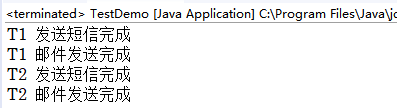 <terminated> TestDemo [Java Application] C:\Program Files\Java\j
T1 发送短信完成
T1 邮件发送完成
T2 发送短信完成
T2 邮件发送完成